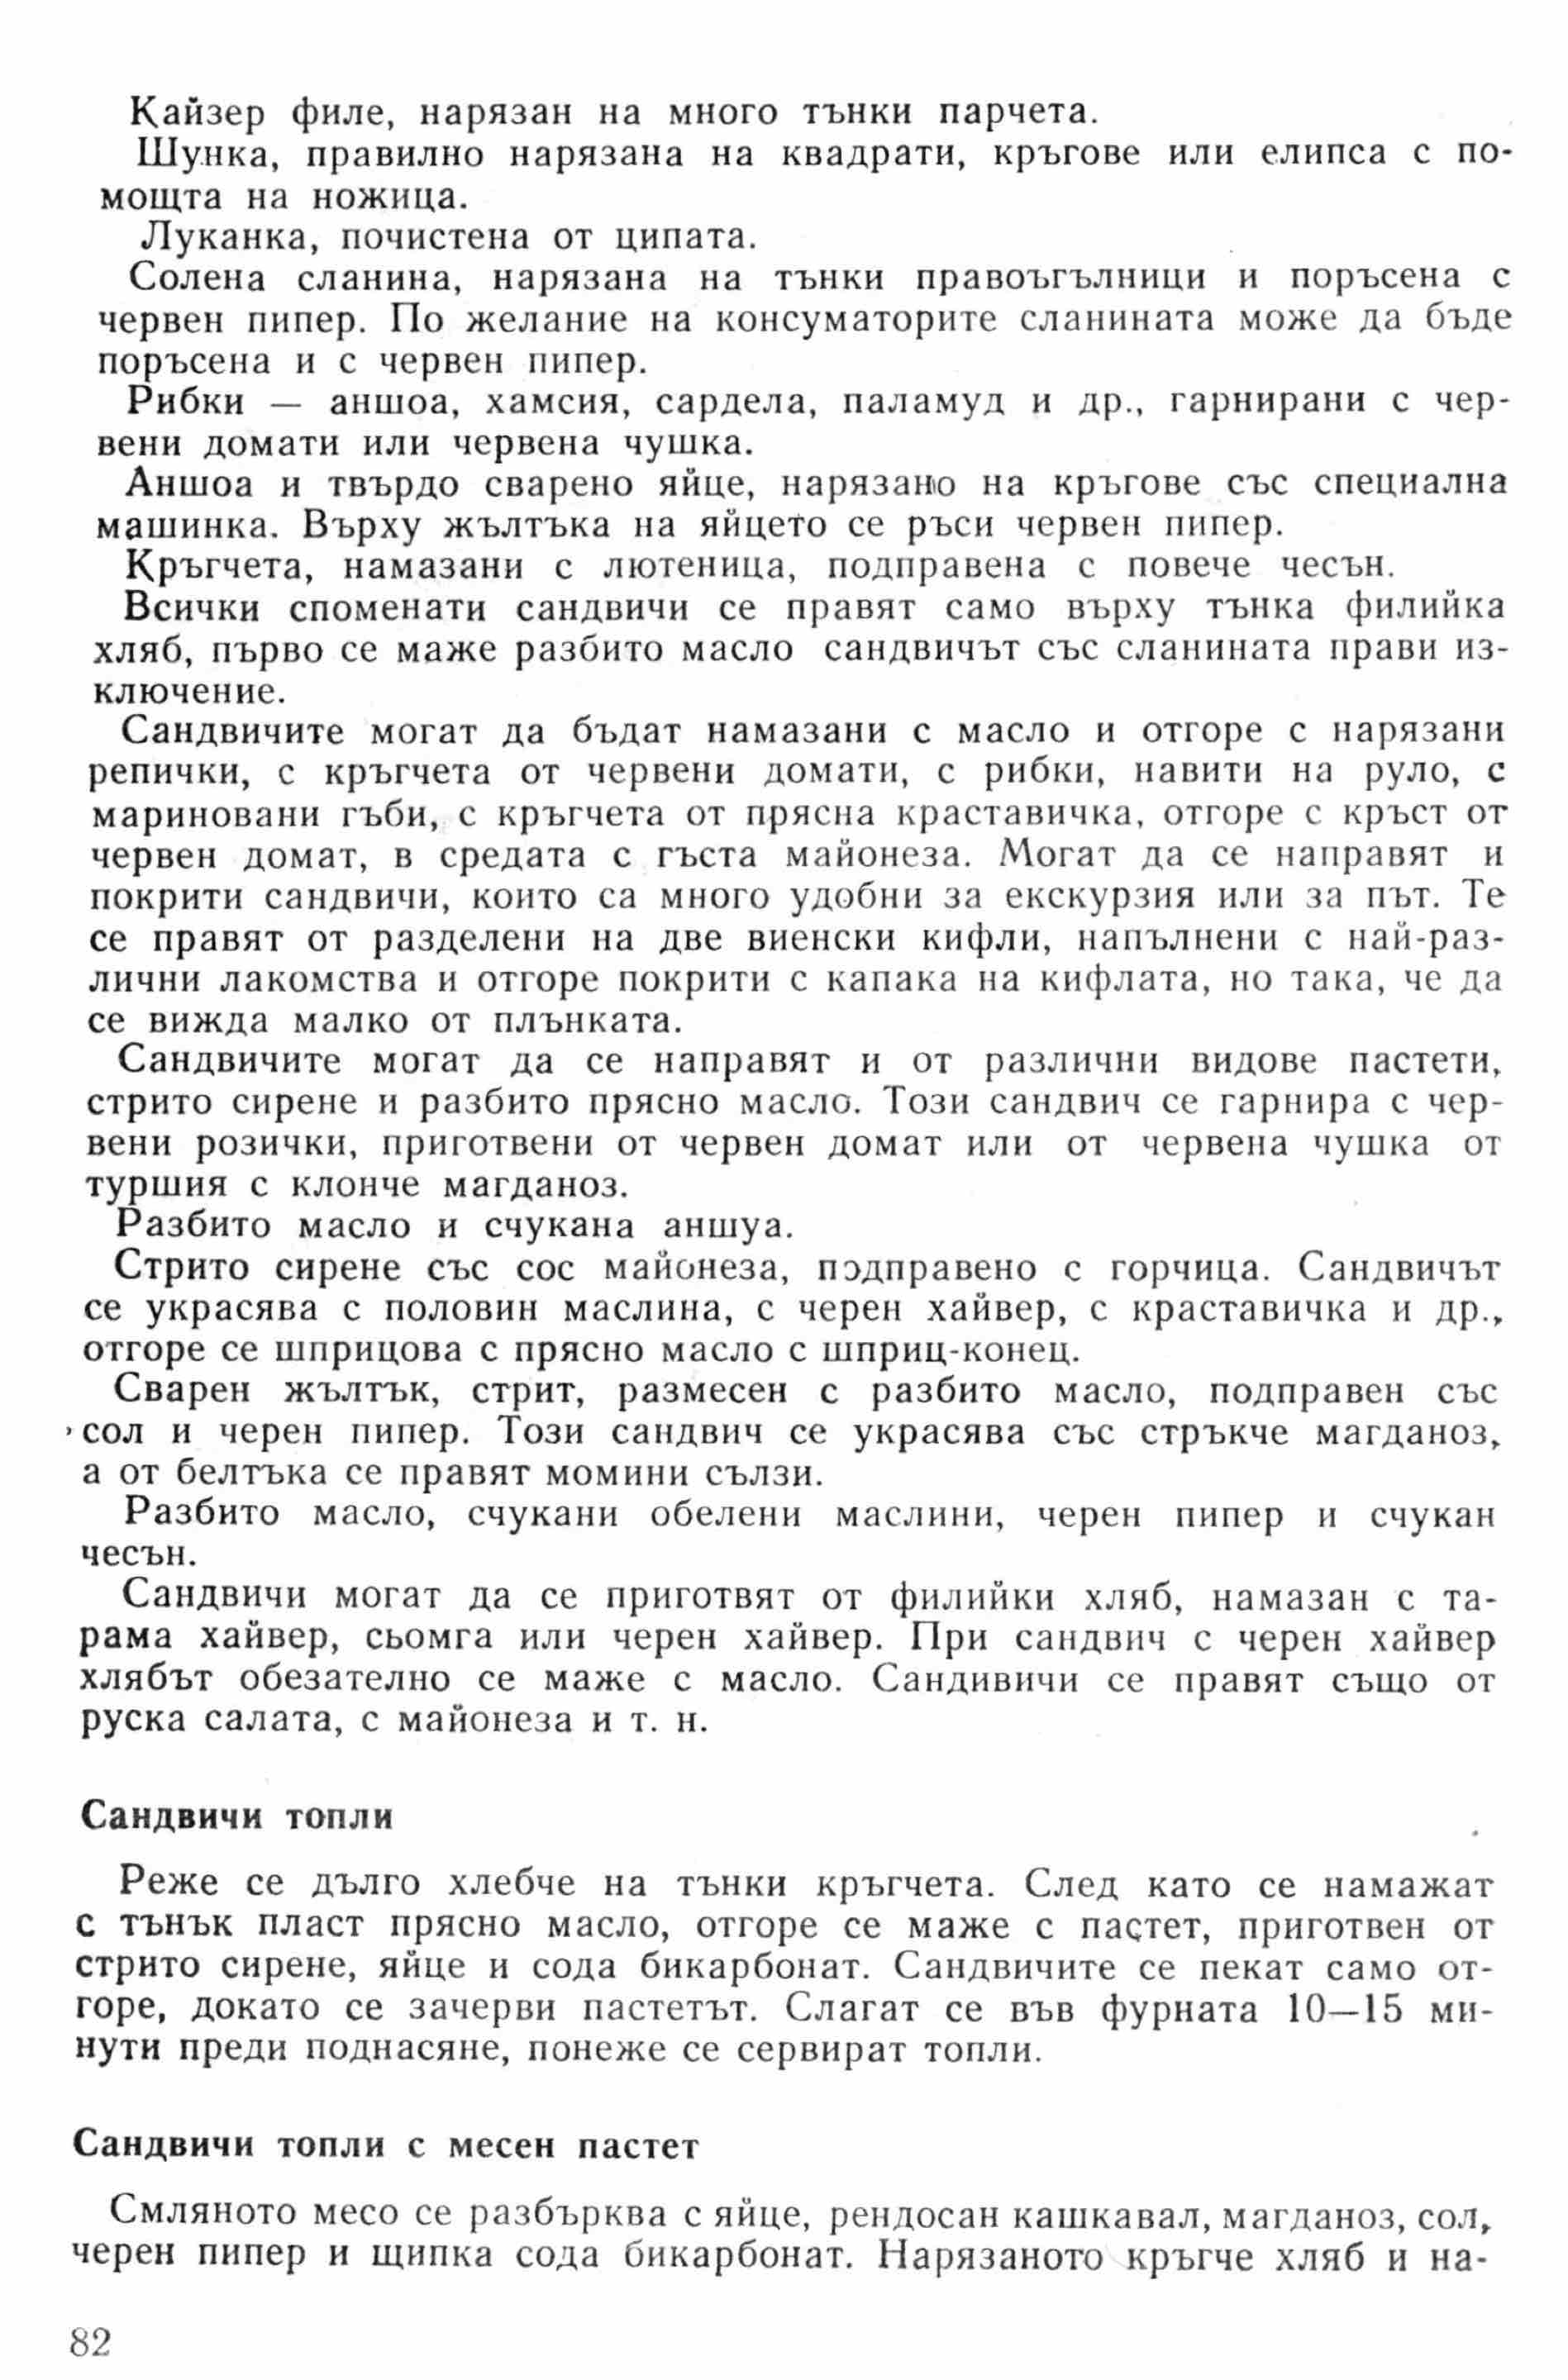 Кайзер филе, нарязан на много тънки парчета.
Шунка, правилно нарязана на квадрати, кръгове или елипса с по-
мощта на ножица.
Луканка, почистена от ципата.
Солена сланина, нарязана на тънки правоъгълници и поръсена с
червен пипер. По желание на консуматорите сланината може да бъде
поръсена и с червен пипер.
Рибки — аншоа, хамсия, сардела, паламуд и др., гарнирани с чер-
вени домати или червена чушка.
Аншоа и твърдо сварено яйце, нарязано на кръгове със специална
машинка. Върху жълтъка на яйцето се ръси червен пипер.
Кръгчета, намазани с лютеница, подправена с повече чесън.
Всички споменати сандвичи се правят само върху тънка филийка
хляб, първо се маже разбито масло сандвичът със сланината прави из-
ключение.
Сандвичите могат да бъдат намазани с масло и отгоре с нарязани
репички, с кръгчета от червени домати, с рибки, навити на руло, с
мариновани гъби, с кръгчета от прясна краставичка, отгоре с кръст от
червен домат, в средата с гъста майонеза. Могат да се направят и
покрити сандвичи, които са много удобни за екскурзия или за път. Те
се правят от разделени на две виенски кифли, напълнени с най-раз-
лични лакомства и отгоре покрити с капака на кифлата, но така, че да
се вижда малко от плънката.
Сандвичите могат да се направят и от различни видове пастети,
стрито сирене и разбито прясно масло. Този сандвич се гарнира с чер-
вени розички, приготвени от червен домат или от червена чушка от
туршия с клонче магданоз.
Разбито масло и счукана аншуа.
Стрито сирене със сос майонеза, подправено с горчица. Сандвичът
се украсява с половин маслина, с черен хайвер, с краставичка и др.,
отгоре се шприцова с прясно масло с шприц-конец.
Сварен жълтък, стрит, размесен с разбито масло, подправен със
сол и черен пипер. Този сандвич се украсява със стръкче магданоз,
а от белтъка се правят момини сълзи.
Разбито масло, счукани обелени маслини, черен пипер и счукан
чесън.
Сандвичи могат да се приготвят от филийки хляб, намазан с та-
рама хайвер, сьомга или черен хайвер. При сандвич с черен хайвер
хлябът обезателно се маже с масло. Сандивичи се правят също от
руска салата, с майонеза и т. н.
Сандвичи топли
Реже се дълго хлебче на тънки кръгчета. След като се намажат
с тънък пласт прясно масло, отгоре се маже с пастет, приготвен от
стрито сирене, яйце и сода бикарбонат. Сандвичите се пекат само от-
горе, докато се зачерви пастетът. Слагат се във фурната 10—15 ми-
нути преди поднасяне, понеже се сервират топли.
Сандвичи топли с месен пастет
Смляното месо се разбърква с яйце, рендосан кашкавал, магданоз, сол,
черен пипер и щипка сода бикарбонат. Нарязаното кръгче хляб и на-
82